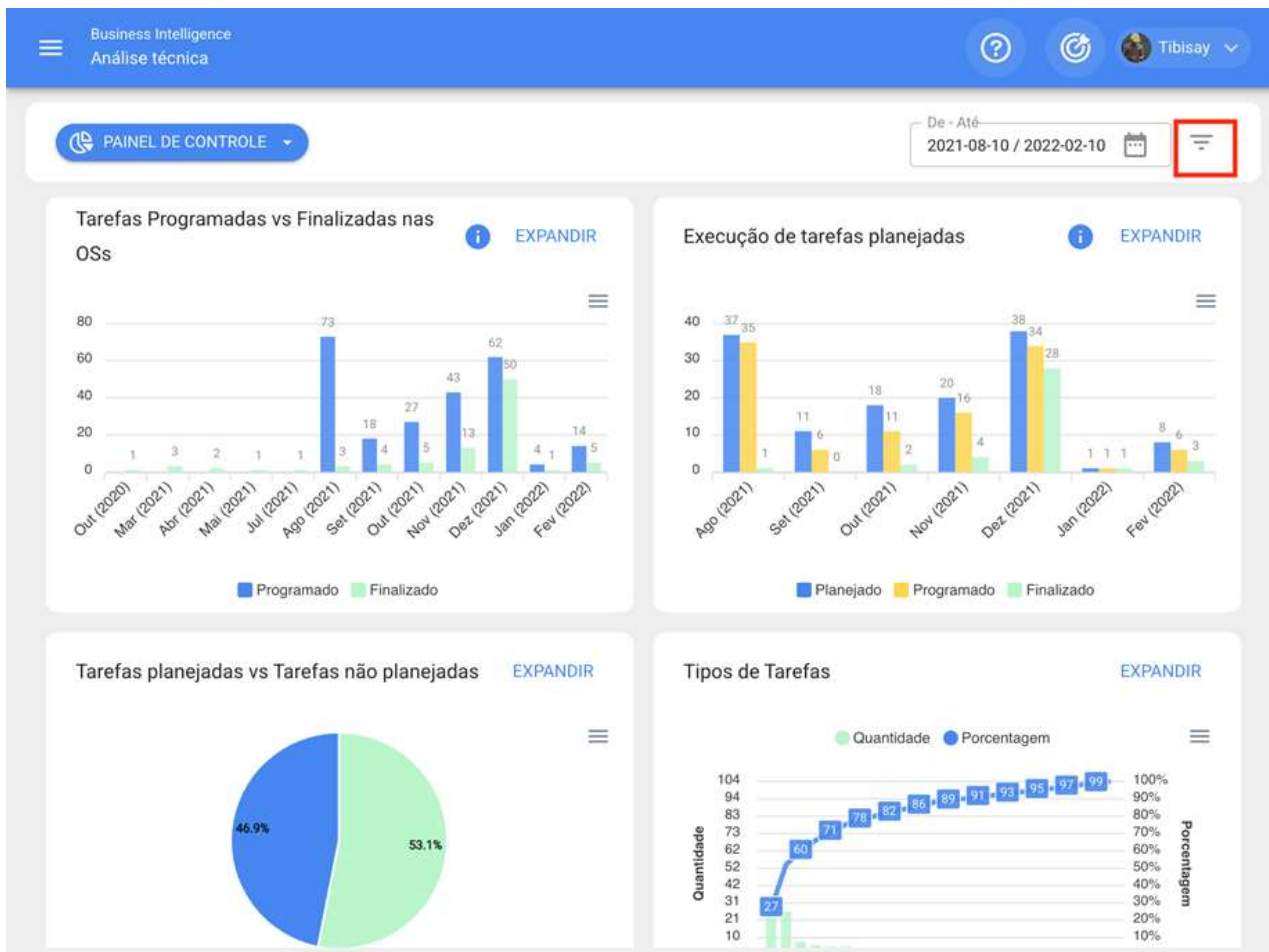 Business Intelligence
Análise técnica
Tibisay
PAINEL DE CONTROLE
De - Até
2021-08-10 / 2022-02-10
Tarefas Programadas vs Finalizadas nas
OSs
i
EXPANDIR
80
60
40
20
0
1
3
2
1
1
73
3
18
4
27
5
43
13
62
50
4
1
14
5
Out (2020)
Mar (2021)
Abr (2021)
Mai (2021)
Jul (2021)
Ago (2021)
Set (2021)
Out (2021)
Nov (2021)
Dez (2021)
Jan (2022)
Fev (2022)
Programado Finalizado
Execução de tarefas planejadas
i
EXPANDIR
40
30
20
10
0
37
35
1
11
6
0
18
11
2
20
16
4
38
34
28
1
1
1
8
6
3
Ago (2021)
Set (2021)
Out (2021)
Nov (2021)
Dez (2021)
Jan (2022)
Fev (2022)
Planejado Programado Finalizado
Tarefas planejadas vs Tarefas não planejadas
EXPANDIR
46.9%
53.1%
Tipos de Tarefas
EXPANDIR
Quantidade Porcentagem
Quantidade
104
94
83
73
62
52
42
31
21
10
27
60
71
78
82
86
89
91
93
95
97
99
100%
90%
80%
70%
60%
50%
40%
30%
20%
10%
Porcentagem